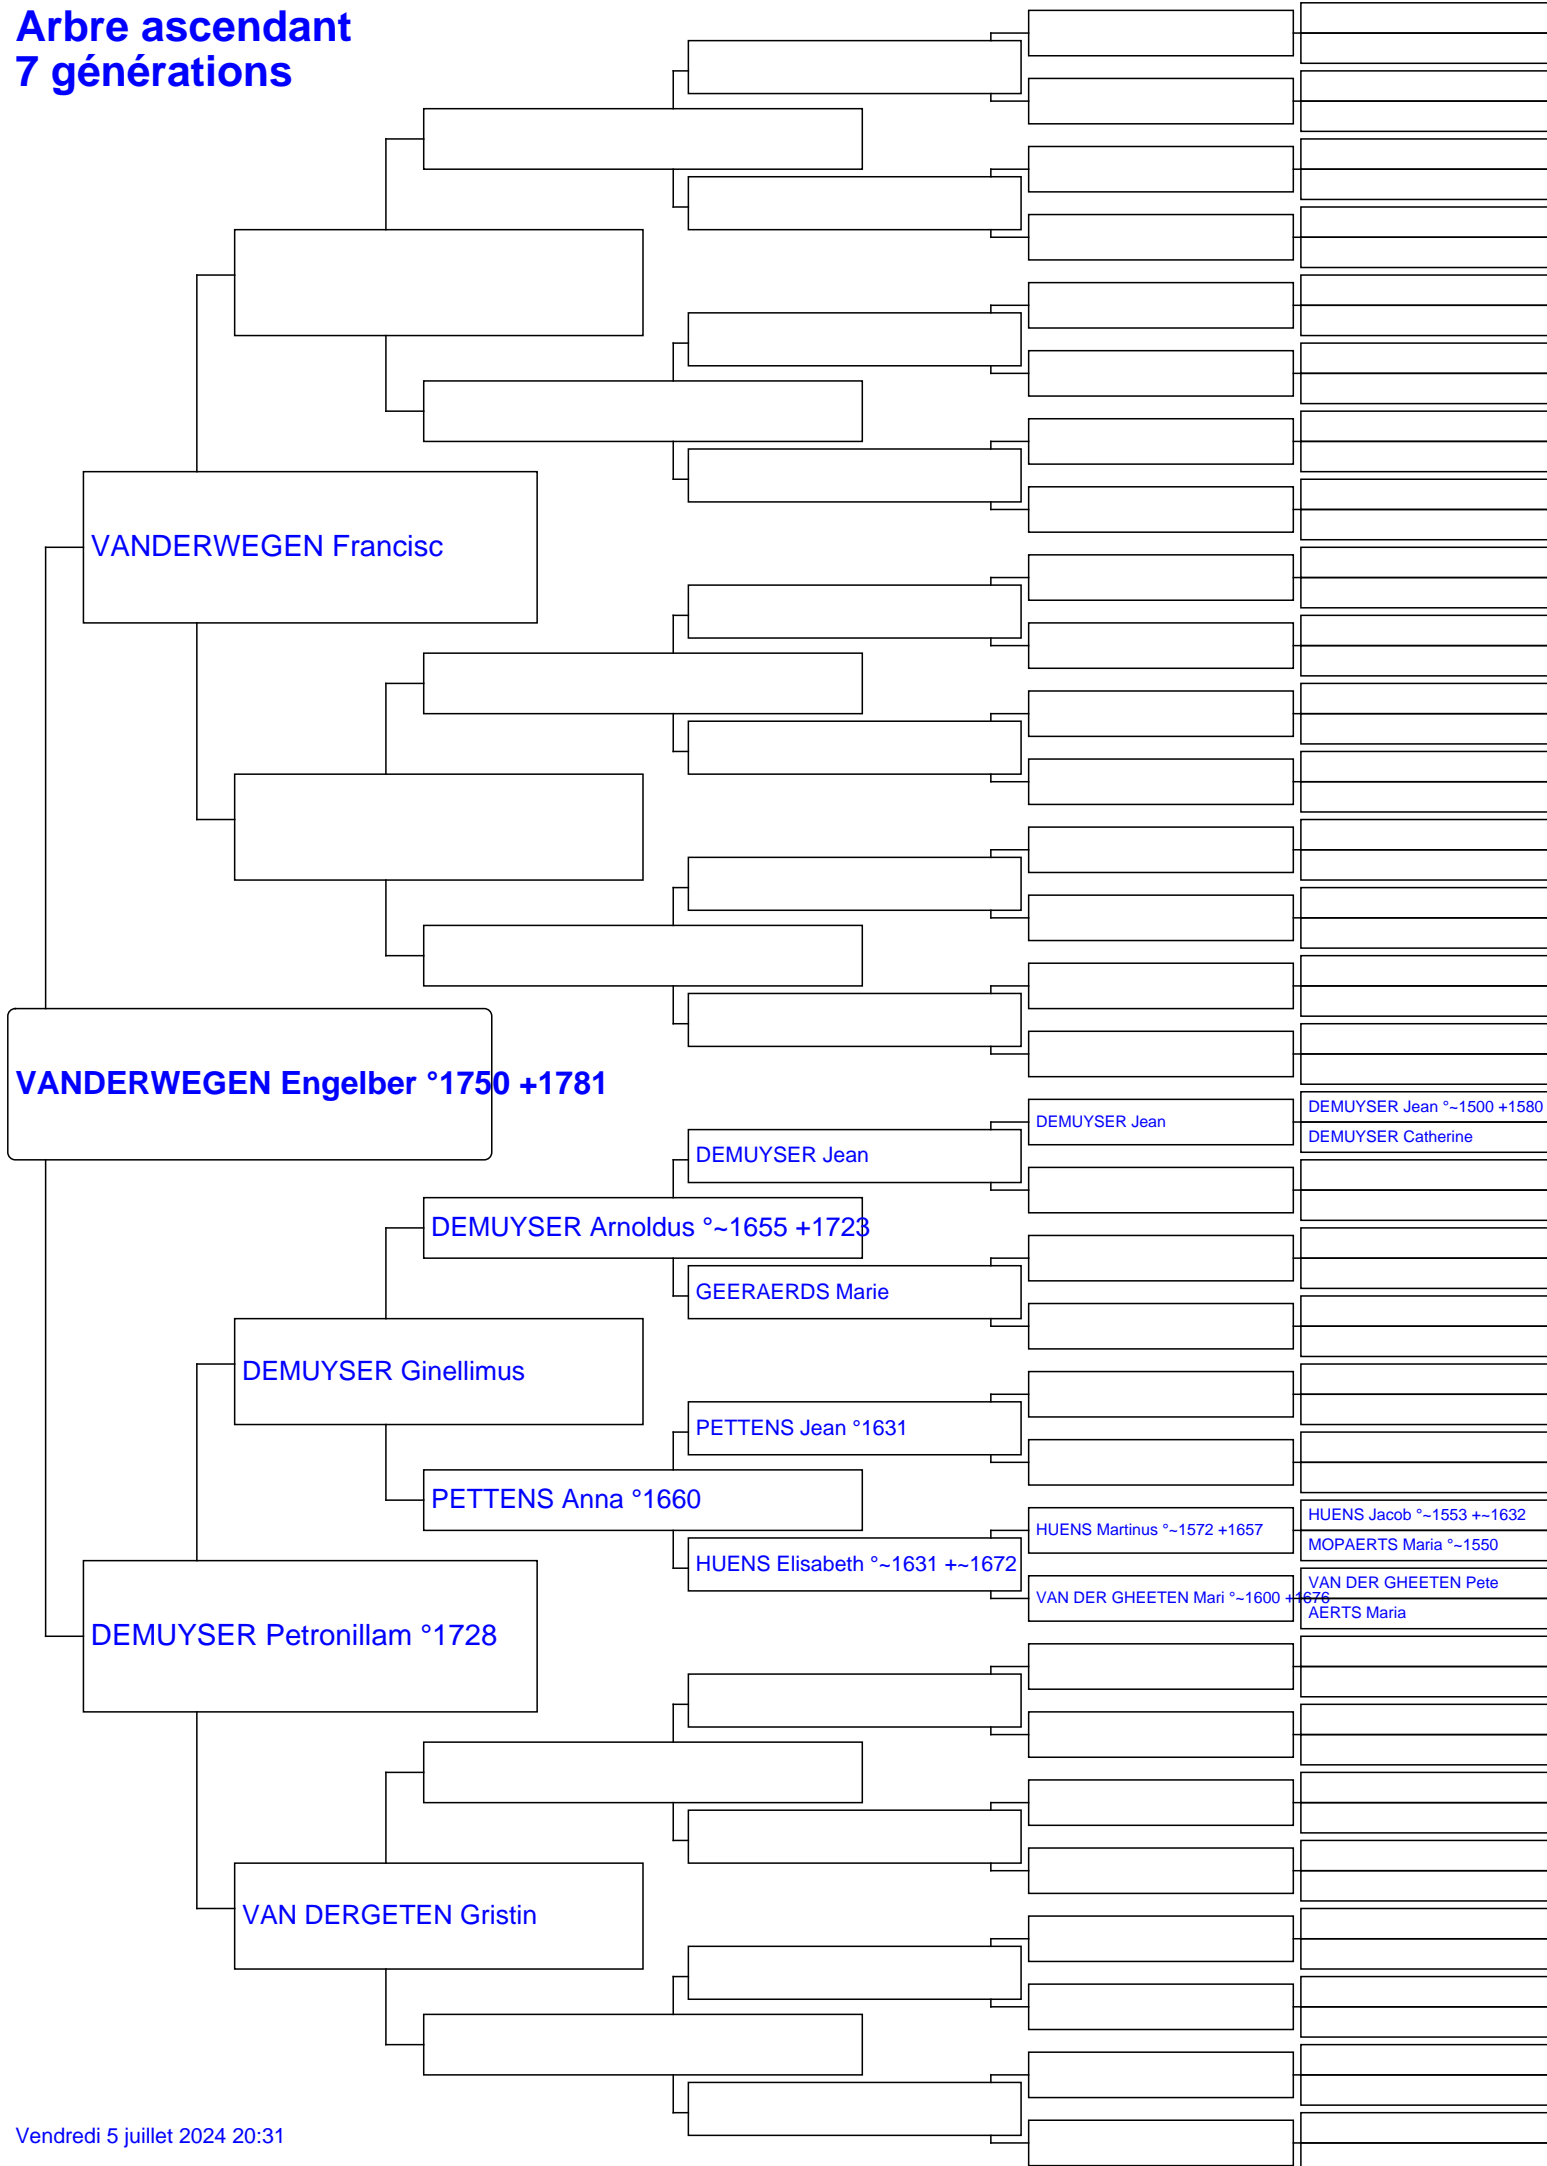 Arbre ascendant
7 générations
VANDERWEGEN Francisc
VANDERWEGEN Engelber °1750 +1781
DEMUYSER Jean °~1500 +1580
DEMUYSER Jean
DEMUYSER Catherine
DEMUYSER Jean
DEMUYSER Arnoldus °~1655 +1723
GEERAERDS Marie
DEMUYSER Ginellimus
PETTENS Jean °1631
PETTENS Anna °1660
HUENS Jacob °~1553 +~1632
HUENS Martinus °~1572 +1657
MOPAERTS Maria °~1550
HUENS Elisabeth °~1631 +~1672
VAN DER GHEETEN Pete
VAN DER GHEETEN Mari °~1600 +1676
AERTS Maria
DEMUYSER Petronillam °1728
VAN DERGETEN Gristin
Vendredi 5 juillet 2024 20:31